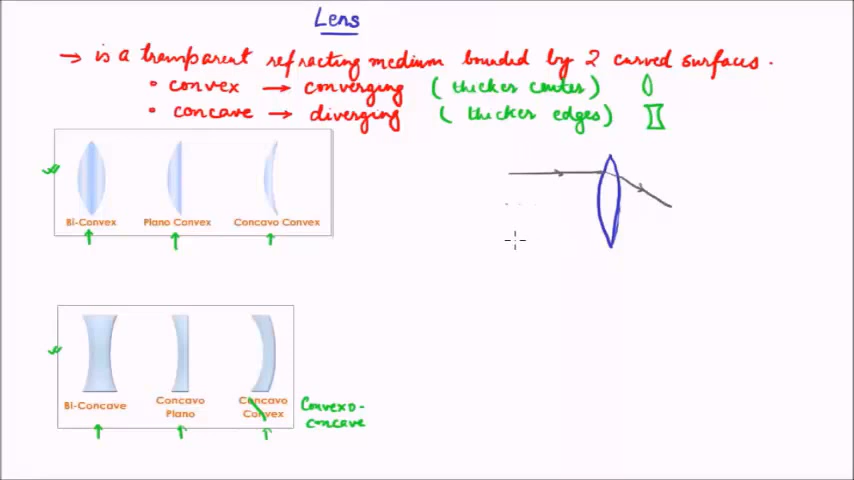 Lens
→ is a transparent refracting medium bounded by 2 curved surfaces.
• convex → converging (thicker center)
• concave → diverging (thicker edges)
Bi-Convex Plano Convex Concavo Convex
Bi-Concave Concavo Plano Concavo Convex Convexo-concave